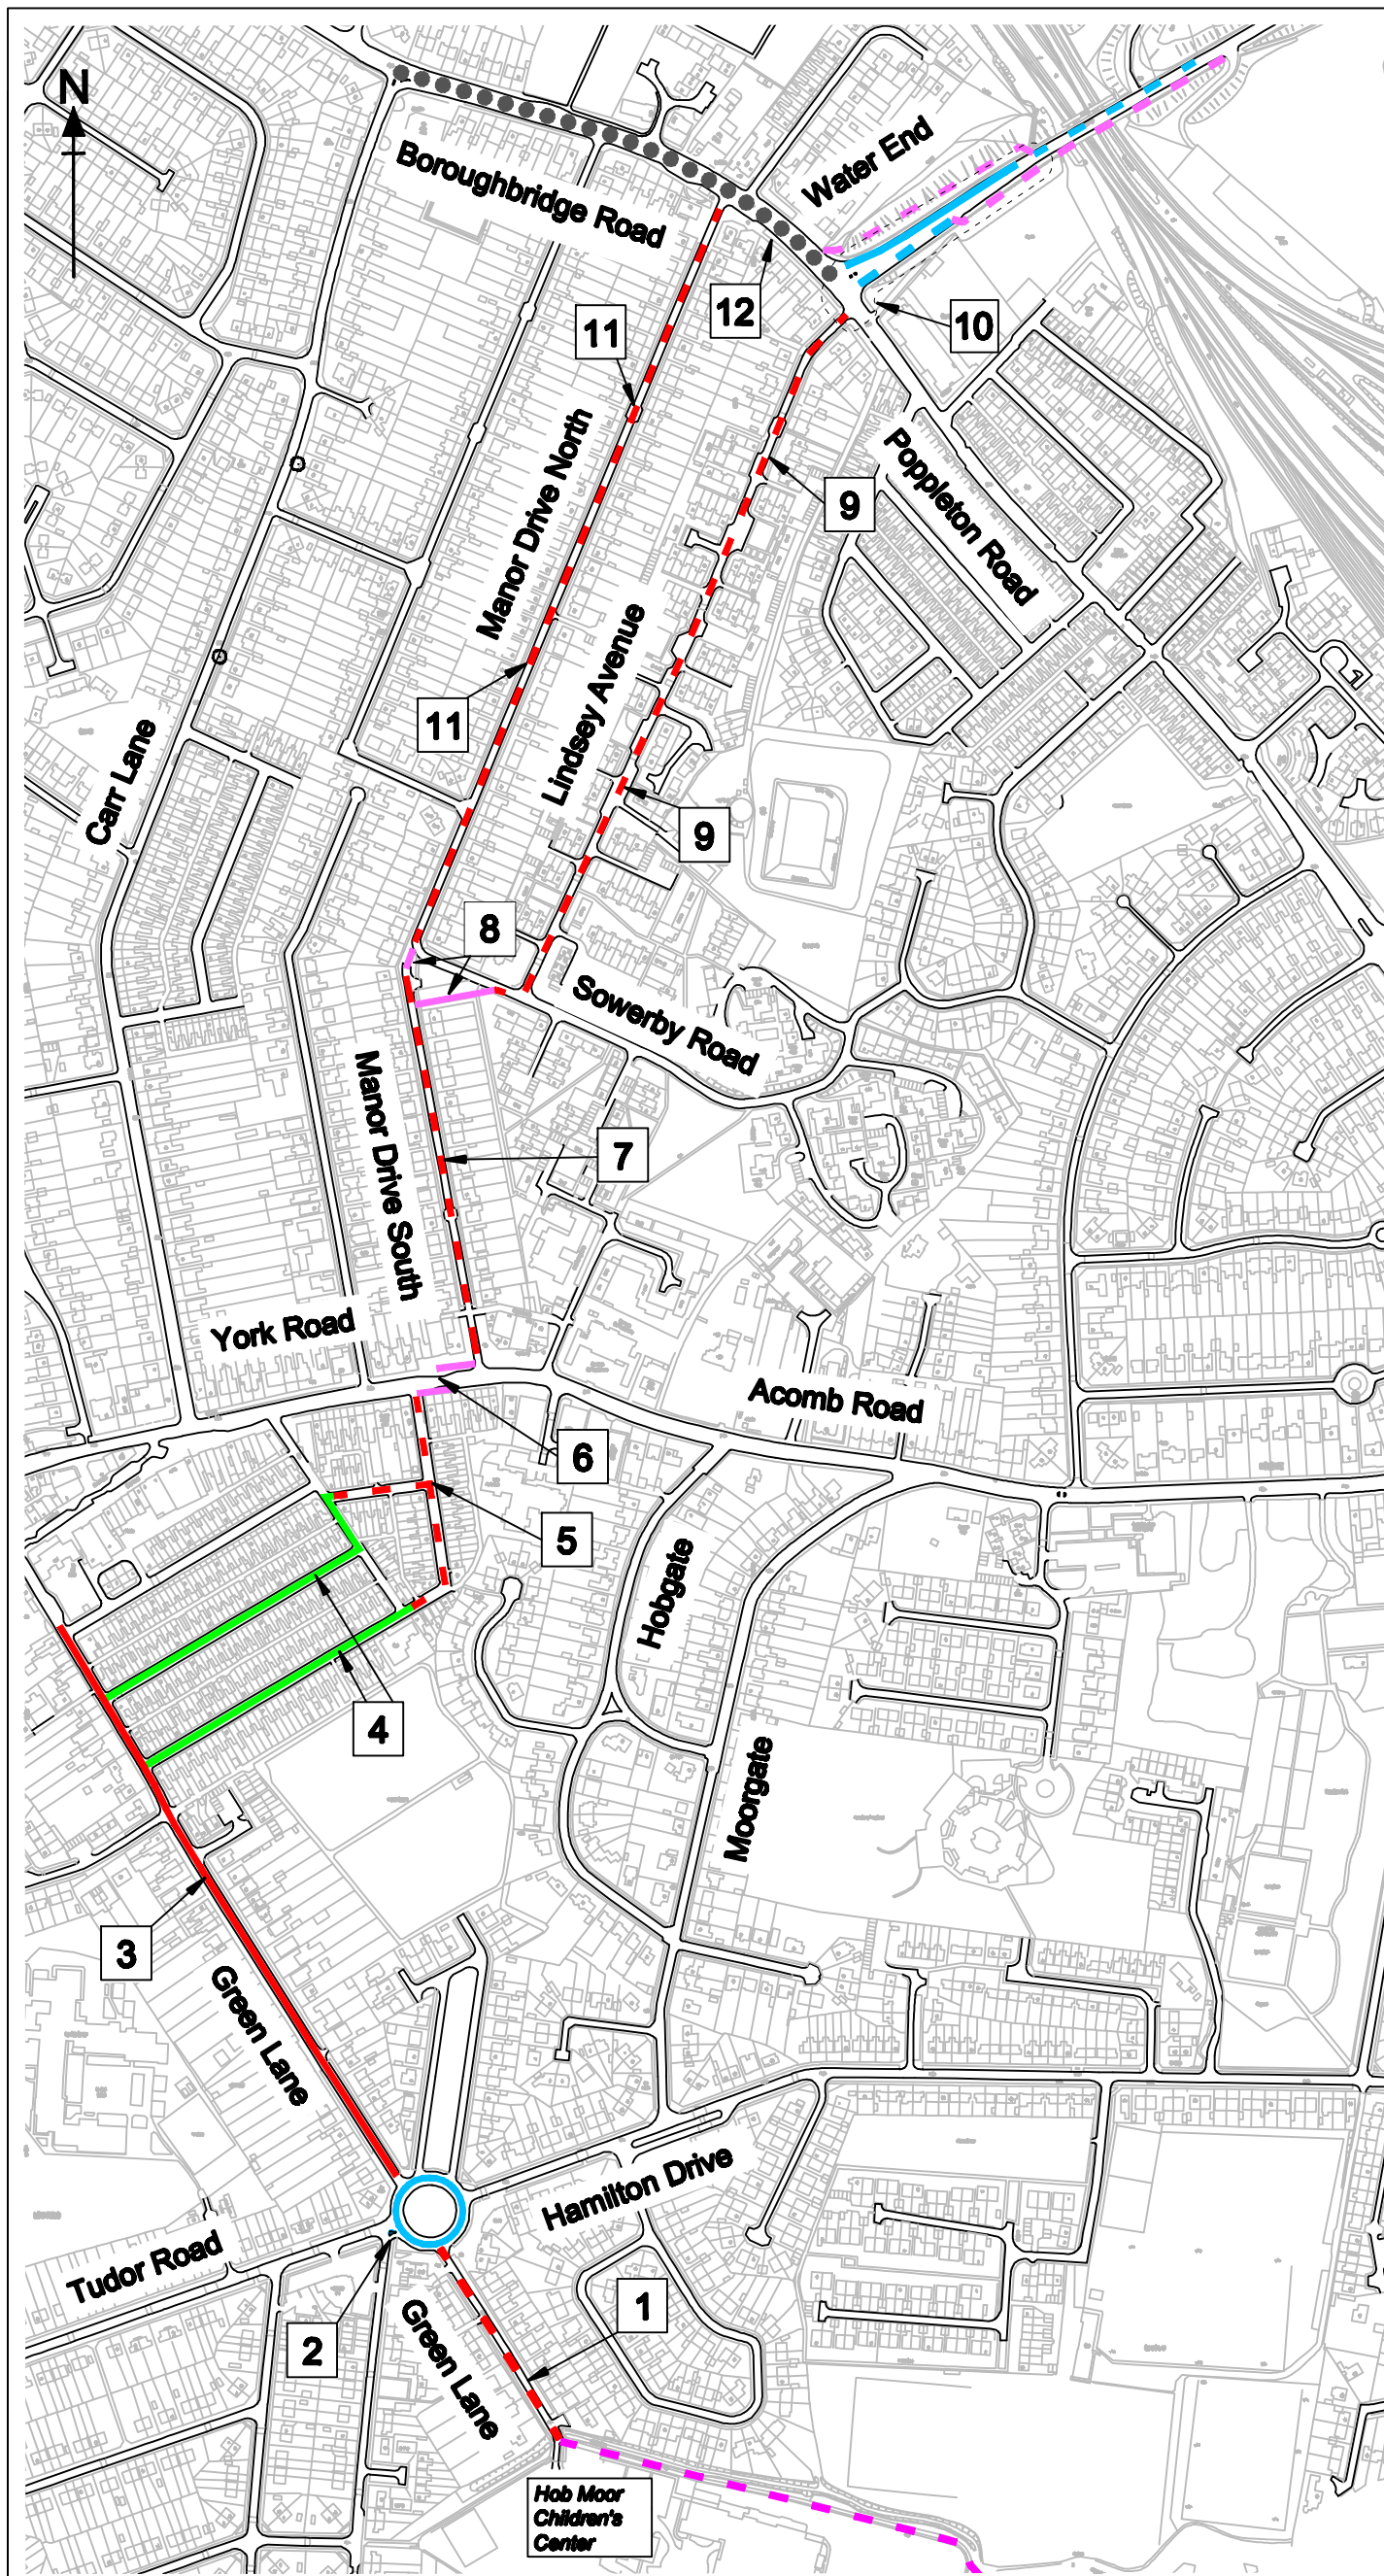 N
Water End
Boroughbridge Road
12
10
11
Manor Drive North
Poppleton Road
9
Lindsey Avenue
11
Carr Lane
9
8
Sowerby Road
Manor Drive South
7
York Road
Acomb Road
6
5
Hobgate
4
Moorgate
3
Green Lane
Hamilton Drive
Tudor Road
1
2
Green Lane
Hob Moor
Children's
Center